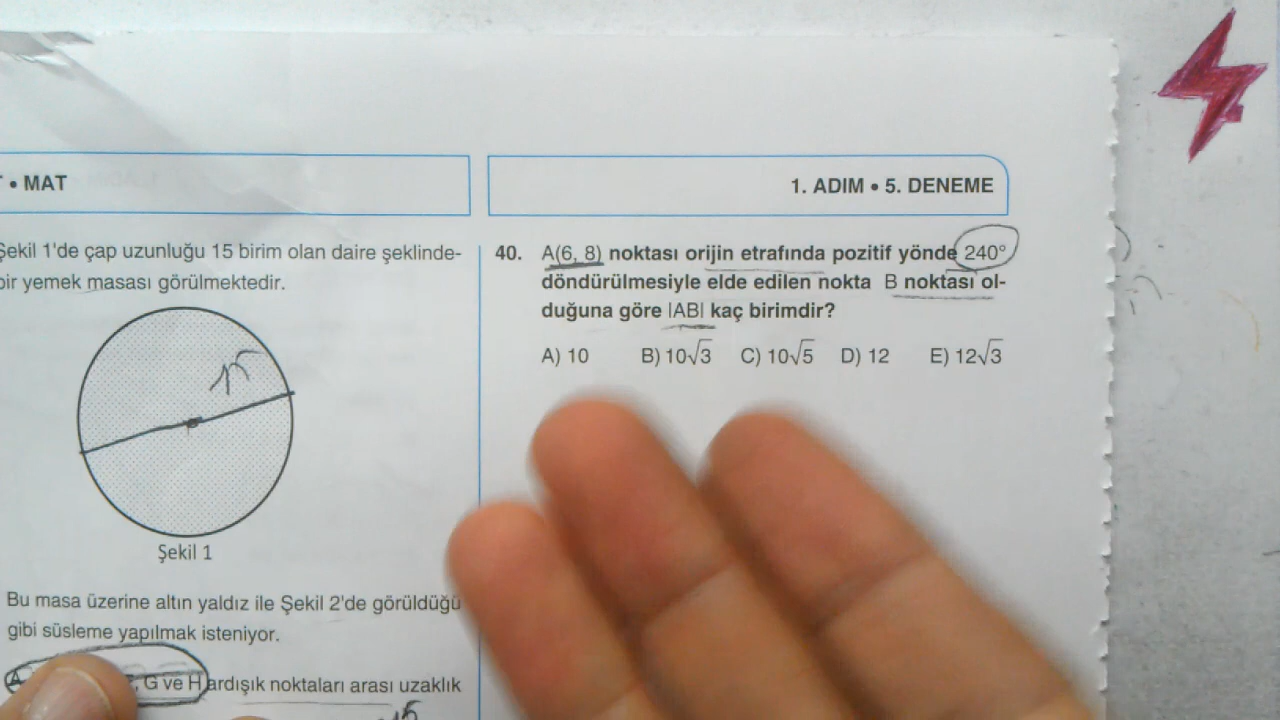 • MAT
1. ADIM • 5. DENEME
Şekil 1'de çap uzunluğu 15 birim olan daire şeklinde-
bir yemek masası görülmektedir.
15
Şekil 1
Bu masa üzerine altın yaldız ile Şekil 2'de görüldüğü
gibi süsleme yapılmak isteniyor.
G ve H ardışık noktaları arası uzaklık
15
40. A(6, 8) noktası orijin etrafında pozitif yönde 240°
döndürülmesiyle elde edilen nokta B noktası ol-
duğuna göre |AB| kaç birimdir?
A) 10 B) 10√3 C) 10√5 D) 12 E) 12√3